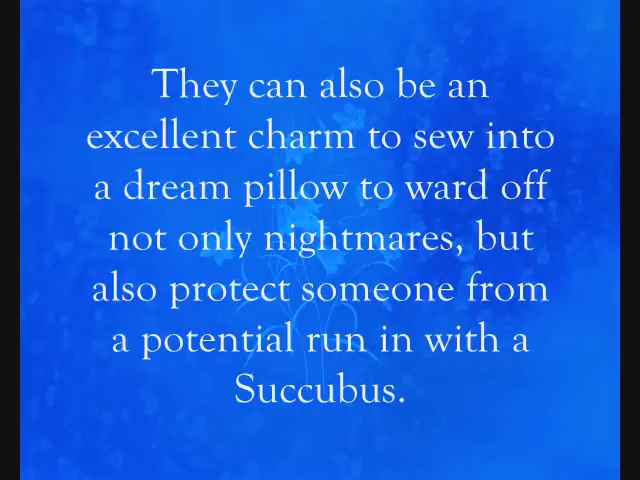 They can also be an
excellent charm to sew into
a dream pillow to ward off
not only nightmares, but
also protect someone from
a potential run in with a
Succubus.